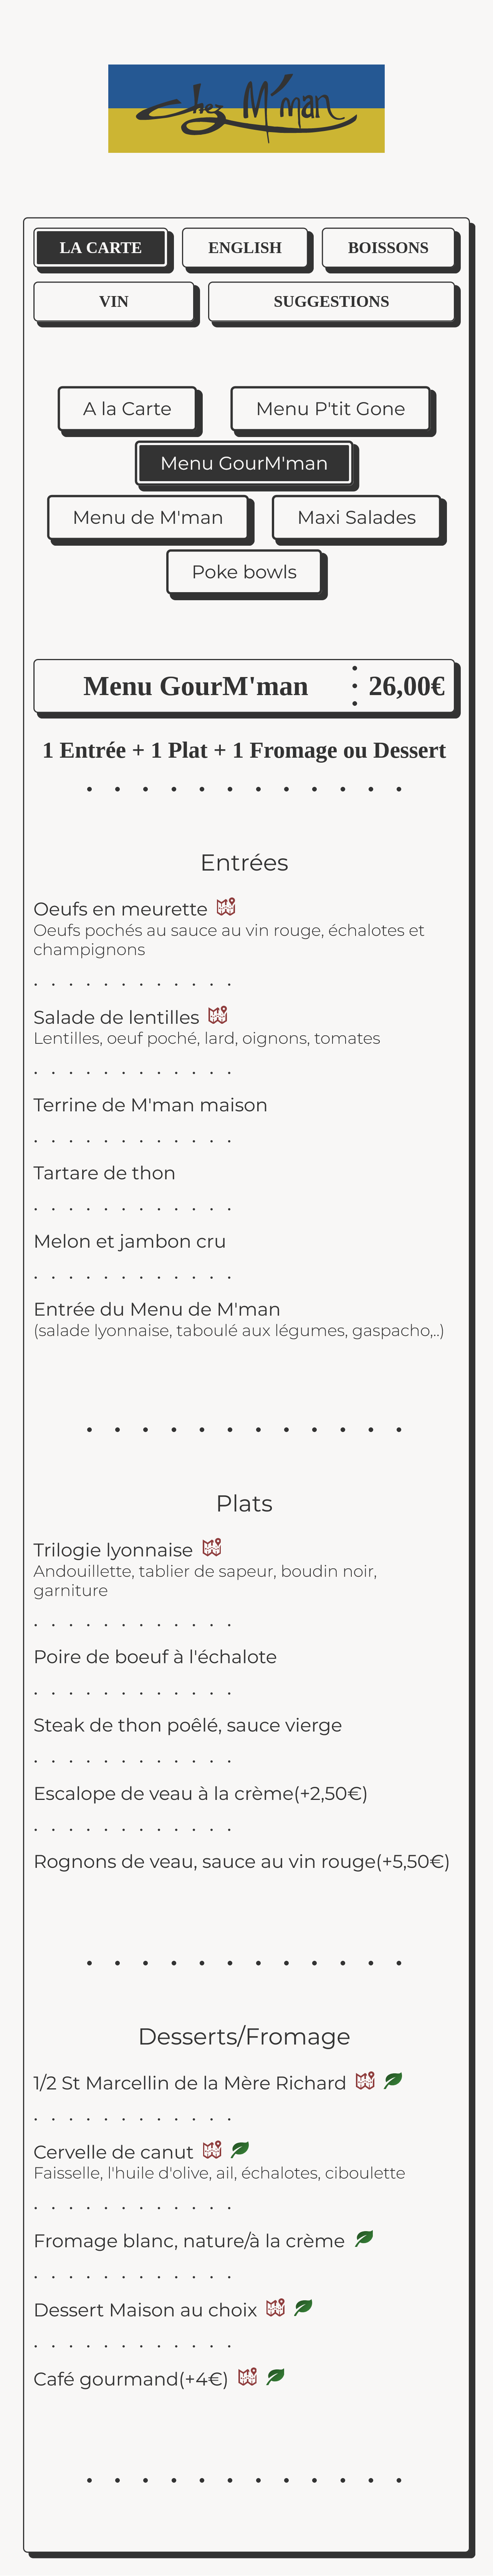 Chez M'man
LA CARTE
ENGLISH
BOISSONS
VIN
SUGGESTIONS
A la Carte
Menu P'tit Gone
Menu GourM'man
Menu de M'man
Maxi Salades
Poke bowls
Menu GourM'man
26,00€
1 Entrée + 1 Plat + 1 Fromage ou Dessert
Entrées
Oeufs en meurette
Oeufs pochés au sauce au vin rouge, échalotes et
champignons
Salade de lentilles
Lentilles, oeuf poché, lard, oignons, tomates
Terrine de M'man maison
Tartare de thon
Melon et jambon cru
Entrée du Menu de M'man
(salade lyonnaise, taboulé aux légumes, gaspacho,..)
Plats
Trilogie lyonnaise
Andouillette, tablier de sapeur, boudin noir,
garniture
Poire de boeuf à l'échalote
Steak de thon poêlé, sauce vierge
Escalope de veau à la crème(+2,50€)
Rognons de veau, sauce au vin rouge(+5,50€)
Desserts/Fromage
1/2 St Marcellin de la Mère Richard
Cervelle de canut
Faisselle, l'huile d'olive, ail, échalotes, ciboulette
Fromage blanc, nature/à la crème
Dessert Maison au choix
Café gourmand(+4€)